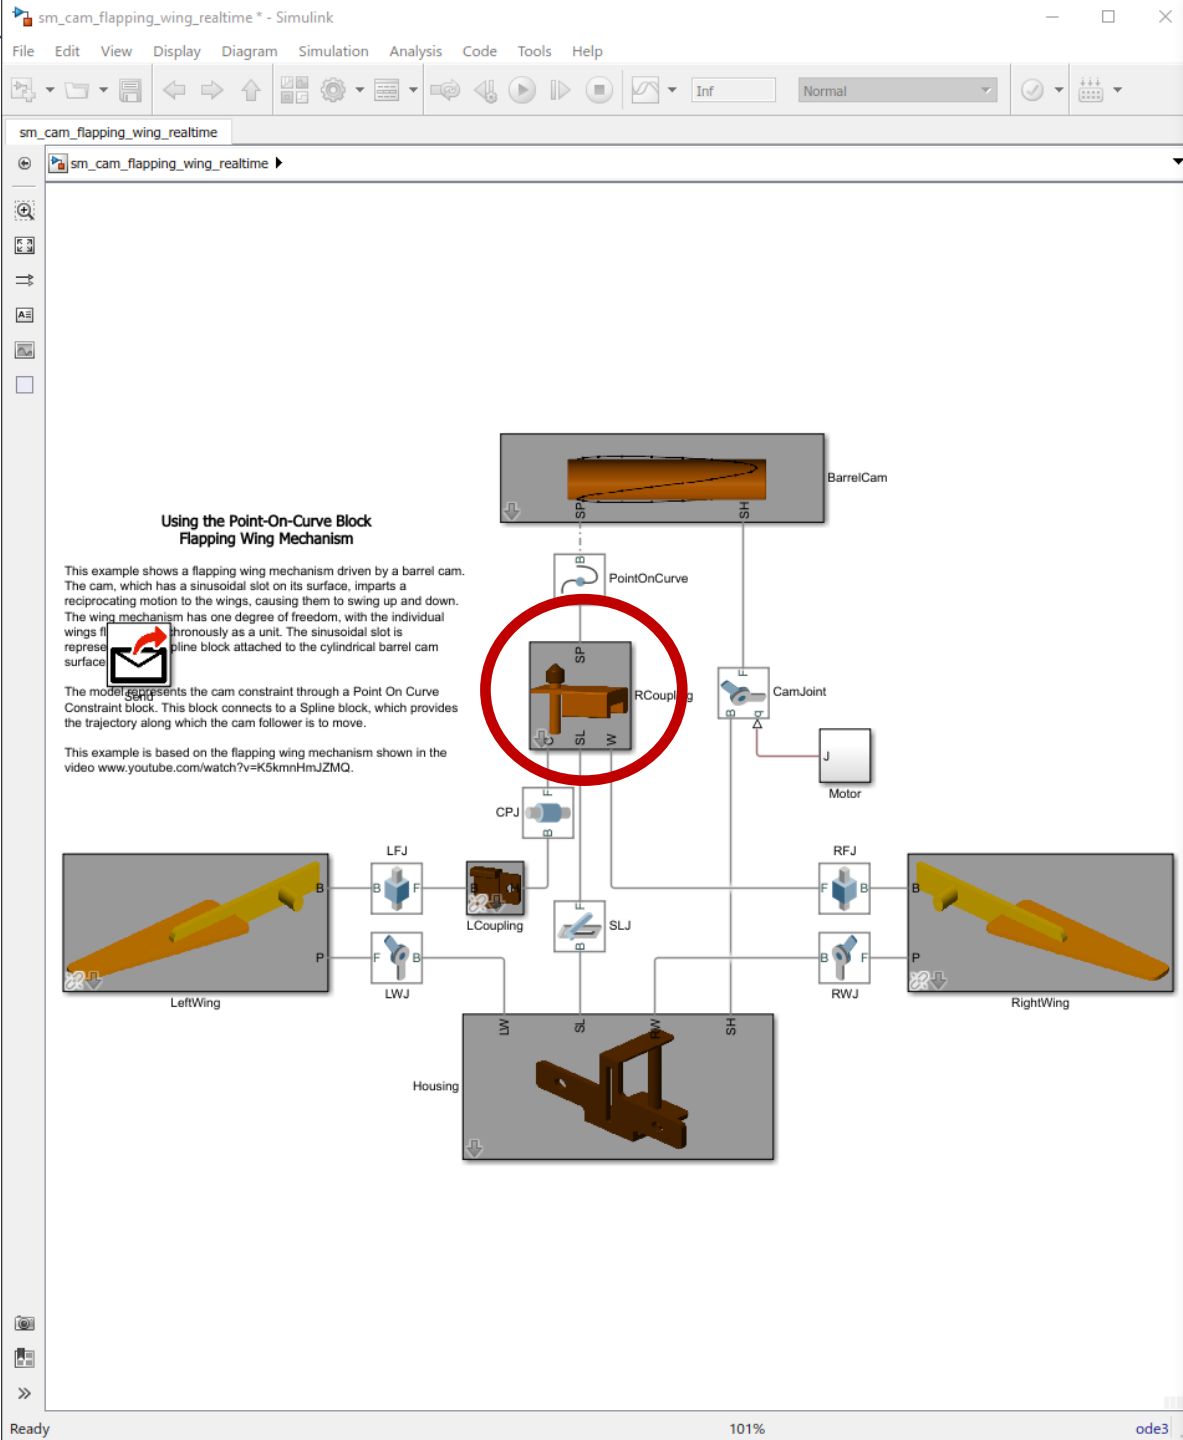 sm_cam_flapping_wing_realtime * - Simulink
File Edit View Display Diagram Simulation Analysis Code Tools Help
Inf Normal
sm_cam_flapping_wing_realtime
sm_cam_flapping_wing_realtime
BarrelCam
SP SH
Using the Point-On-Curve Block
Flapping Wing Mechanism
B
PointOnCurve
This example shows a flapping wing mechanism driven by a barrel cam.
The cam, which has a sinusoidal slot on its surface, imparts a
reciprocating motion to the wings, causing them to swing up and down.
The wing mechanism has one degree of freedom, with the individual
wings fl hronously as a unit. The sinusoidal slot is
represe pline block attached to the cylindrical barrel cam
surface
The model represents the cam constraint through a Point On Curve
Send
Constraint block. This block connects to a Spline block, which provides
the trajectory along which the cam follower is to move.
This example is based on the flapping wing mechanism shown in the
video www.youtube.com/watch?v=K5kmnHmJZMQ.
SP
RCoupling
C SL W
F
CamJoint
B q
J
Motor
F
CPJ
B
LFJ
B F
B
LCoupling
B
P
LeftWing
F B
LWJ
F
SLJ
B
RFJ
F B
B
P
RightWing
B F
RWJ
LW SL RW SH
Housing
Ready 101% ode3